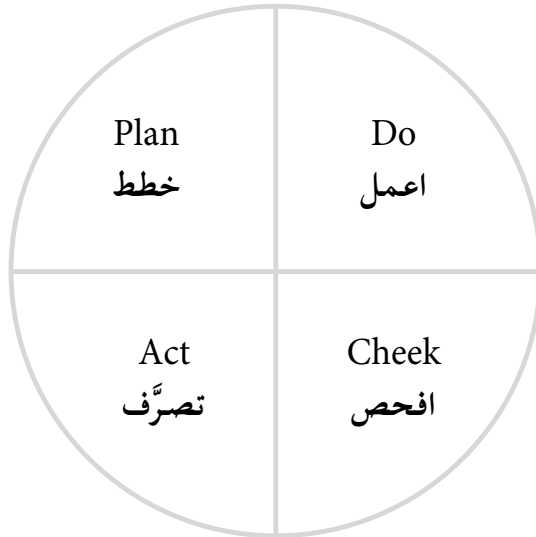 Plan
خطط
Do
اعمل
Act
تصرَّف
Cheek
افحص